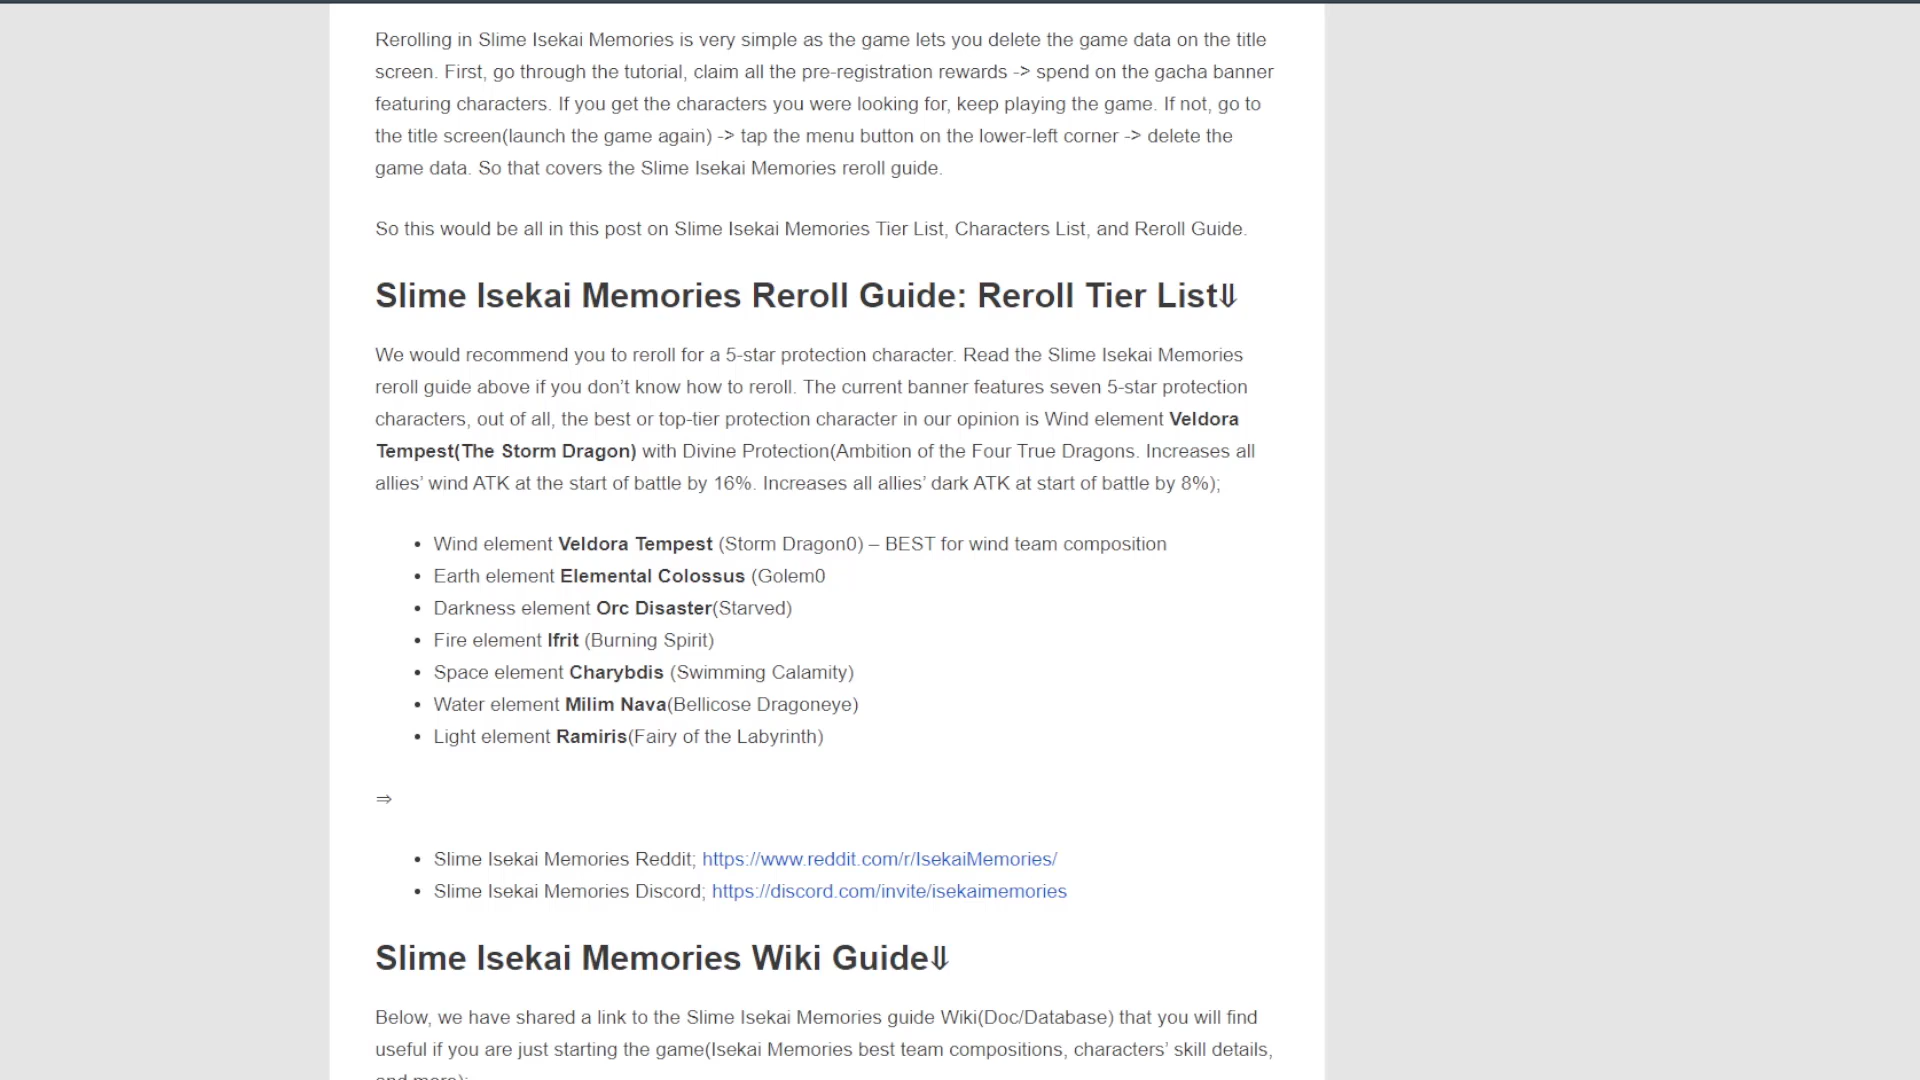 Rerolling in Slime Isekai Memories is very simple as the game lets you delete the game data on the title
screen. First, go through the tutorial, claim all the pre-registration rewards -> spend on the gacha banner
featuring characters. If you get the characters you were looking for, keep playing the game. If not, go to
the title screen(launch the game again) -> tap the menu button on the lower-left corner -> delete the
game data. So that covers the Slime Isekai Memories reroll guide.
So this would be all in this post on Slime Isekai Memories Tier List, Characters List, and Reroll Guide.
Slime Isekai Memories Reroll Guide: Reroll Tier List⇓
We would recommend you to reroll for a 5-star protection character. Read the Slime Isekai Memories
reroll guide above if you don’t know how to reroll. The current banner features seven 5-star protection
characters, out of all, the best or top-tier protection character in our opinion is Wind element Veldora
Tempest(The Storm Dragon) with Divine Protection(Ambition of the Four True Dragons. Increases all
allies’ wind ATK at the start of battle by 16%. Increases all allies’ dark ATK at start of battle by 8%);
• Wind element Veldora Tempest (Storm Dragon0) – BEST for wind team composition
• Earth element Elemental Colossus (Golem0
• Darkness element Orc Disaster(Starved)
• Fire element Ifrit (Burning Spirit)
• Space element Charybdis (Swimming Calamity)
• Water element Milim Nava(Bellicose Dragoneye)
• Light element Ramiris(Fairy of the Labyrinth)
⇒
• Slime Isekai Memories Reddit; https://www.reddit.com/r/IsekaiMemories/
• Slime Isekai Memories Discord; https://discord.com/invite/isekaimemories
Slime Isekai Memories Wiki Guide⇓
Below, we have shared a link to the Slime Isekai Memories guide Wiki(Doc/Database) that you will find
useful if you are just starting the game(Isekai Memories best team compositions, characters’ skill details,
and more);